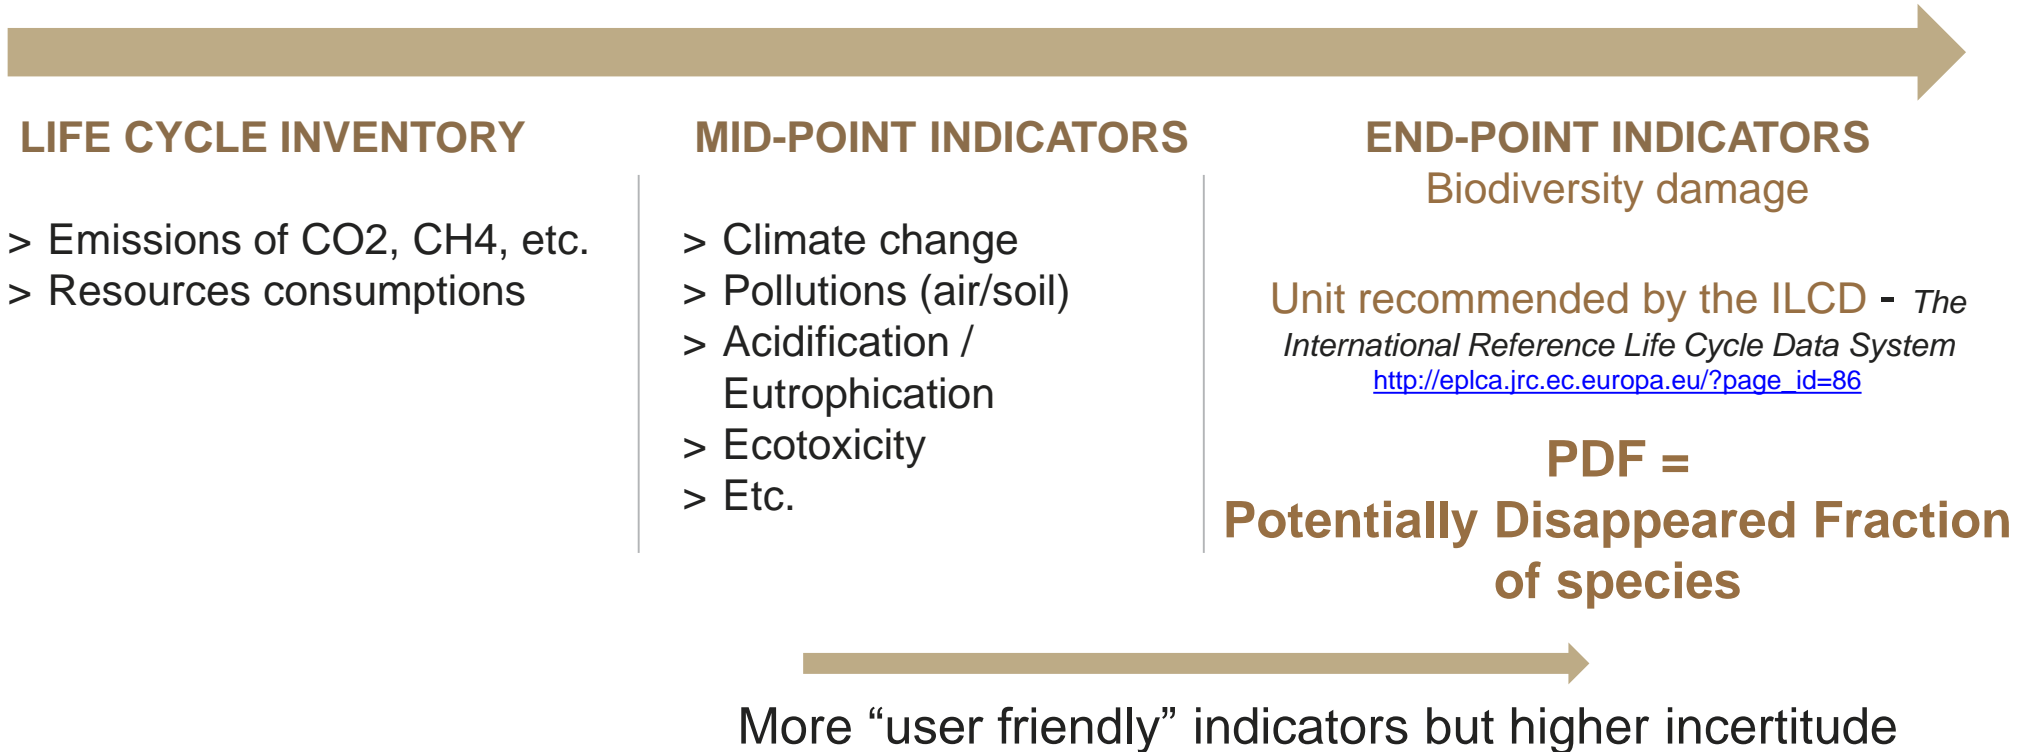 LIFE CYCLE INVENTORY
> Emissions of CO2, CH4, etc.
> Resources consumptions
MID-POINT INDICATORS
> Climate change
> Pollutions (air/soil)
> Acidification /
Eutrophication
> Ecotoxicity
> Etc.
END-POINT INDICATORS
Biodiversity damage
Unit recommended by the ILCD - The
International Reference Life Cycle Data System
http://eplca.jrc.ec.europa.eu/?page_id=86
PDF =
Potentially Disappeared Fraction
of species
More “user friendly” indicators but higher incertitude